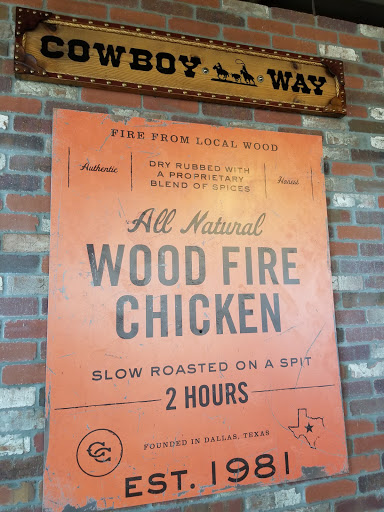 COWBOY WAY
FIRE FROM LOCAL WOOD
Authentic
DRY RUBBED WITH
A PROPRIETARY
BLEND OF SPICES
Honest
All Natural
WOOD FIRE
CHICKEN
SLOW ROASTED ON A SPIT
2 HOURS
CC
FOUNDED IN DALLAS, TEXAS
EST. 1981